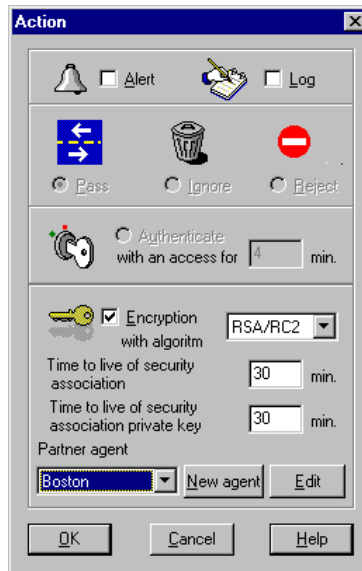 Action
Alert
Log
Pass
Ignore
Reject
Authenticate
with an access for 4 min.
Encryption
with algoritm RSA/RC2
Time to live of security
association 30 min.
Time to live of security
association private key 30 min.
Partner agent
Boston New agent Edit
OK Cancel Help